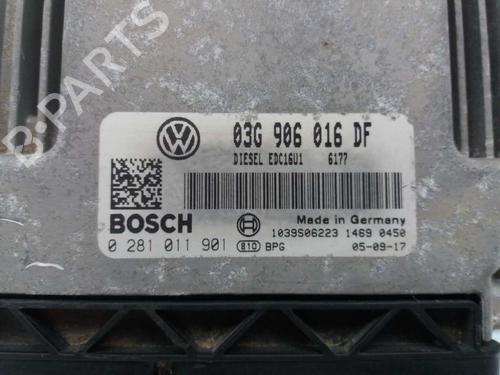 B-PARTS
03G 906 016 DF
DIESEL EDC16U1 6177
BOSCH
Made in Germany
1039S06223 1469 0450
0 281 011 901 810 BPG 05-09-17